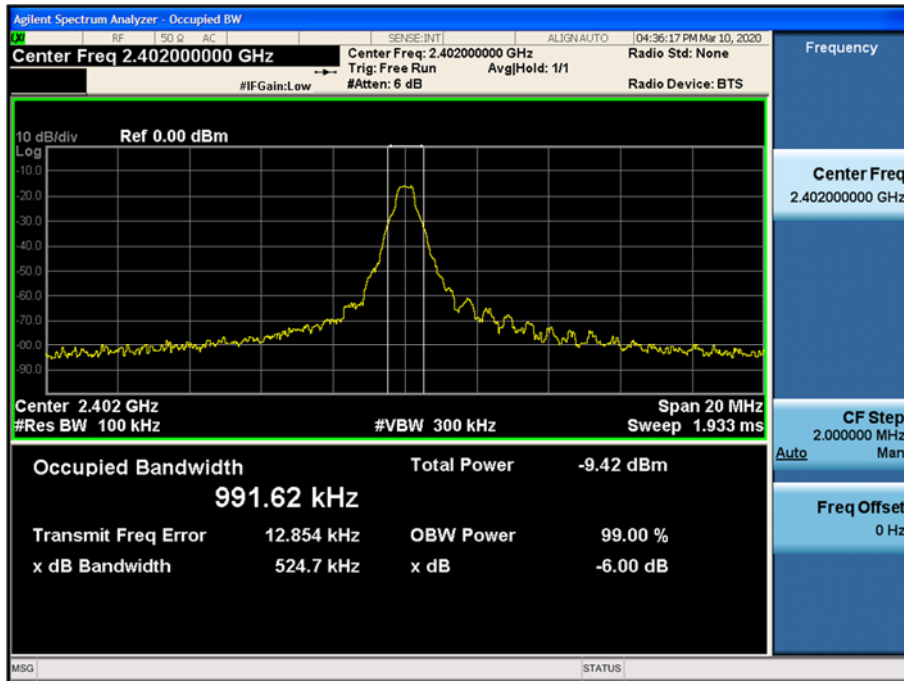 Agilent Spectrum Analyzer - Occupied BW
LXI RF 50 Ω AC SENSE:INT ALIGN AUTO 04:36:17 PM Mar 10, 2020
Center Freq 2.402000000 GHz
Center Freq: 2.402000000 GHz
Radio Std: None
Trig: Free Run Avg|Hold: 1/1
#IFGain:Low #Atten: 6 dB Radio Device: BTS
10 dB/div Ref 0.00 dBm
Log
-10.0
-20.0
-30.0
-40.0
-50.0
-60.0
-70.0
-80.0
-90.0
Center 2.402 GHz Span 20 MHz
#Res BW 100 kHz #VBW 300 kHz Sweep 1.933 ms
Occupied Bandwidth Total Power -9.42 dBm
991.62 kHz
Transmit Freq Error 12.854 kHz OBW Power 99.00 %
x dB Bandwidth 524.7 kHz x dB -6.00 dB
MSG STATUS
Frequency
Center Freq
2.402000000 GHz
CF Step
2.000000 MHz
Auto Man
Freq Offset
0 Hz